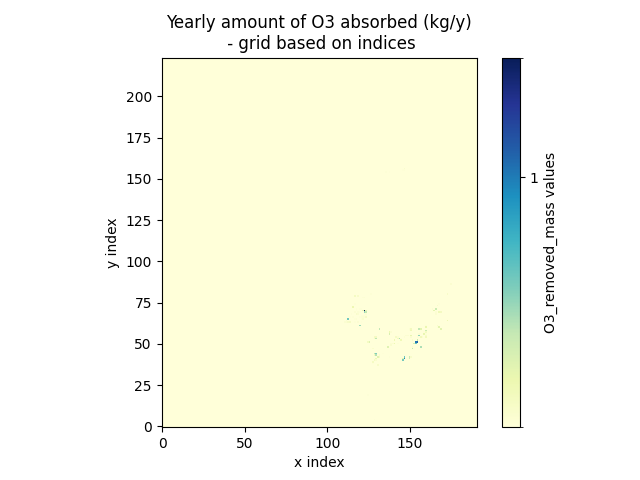 Yearly amount of O3 absorbed (kg/y)
- grid based on indices
200
175
150
125
100
75
50
25
0
y index
0 50 100 150
x index
1
O3_removed_mass values